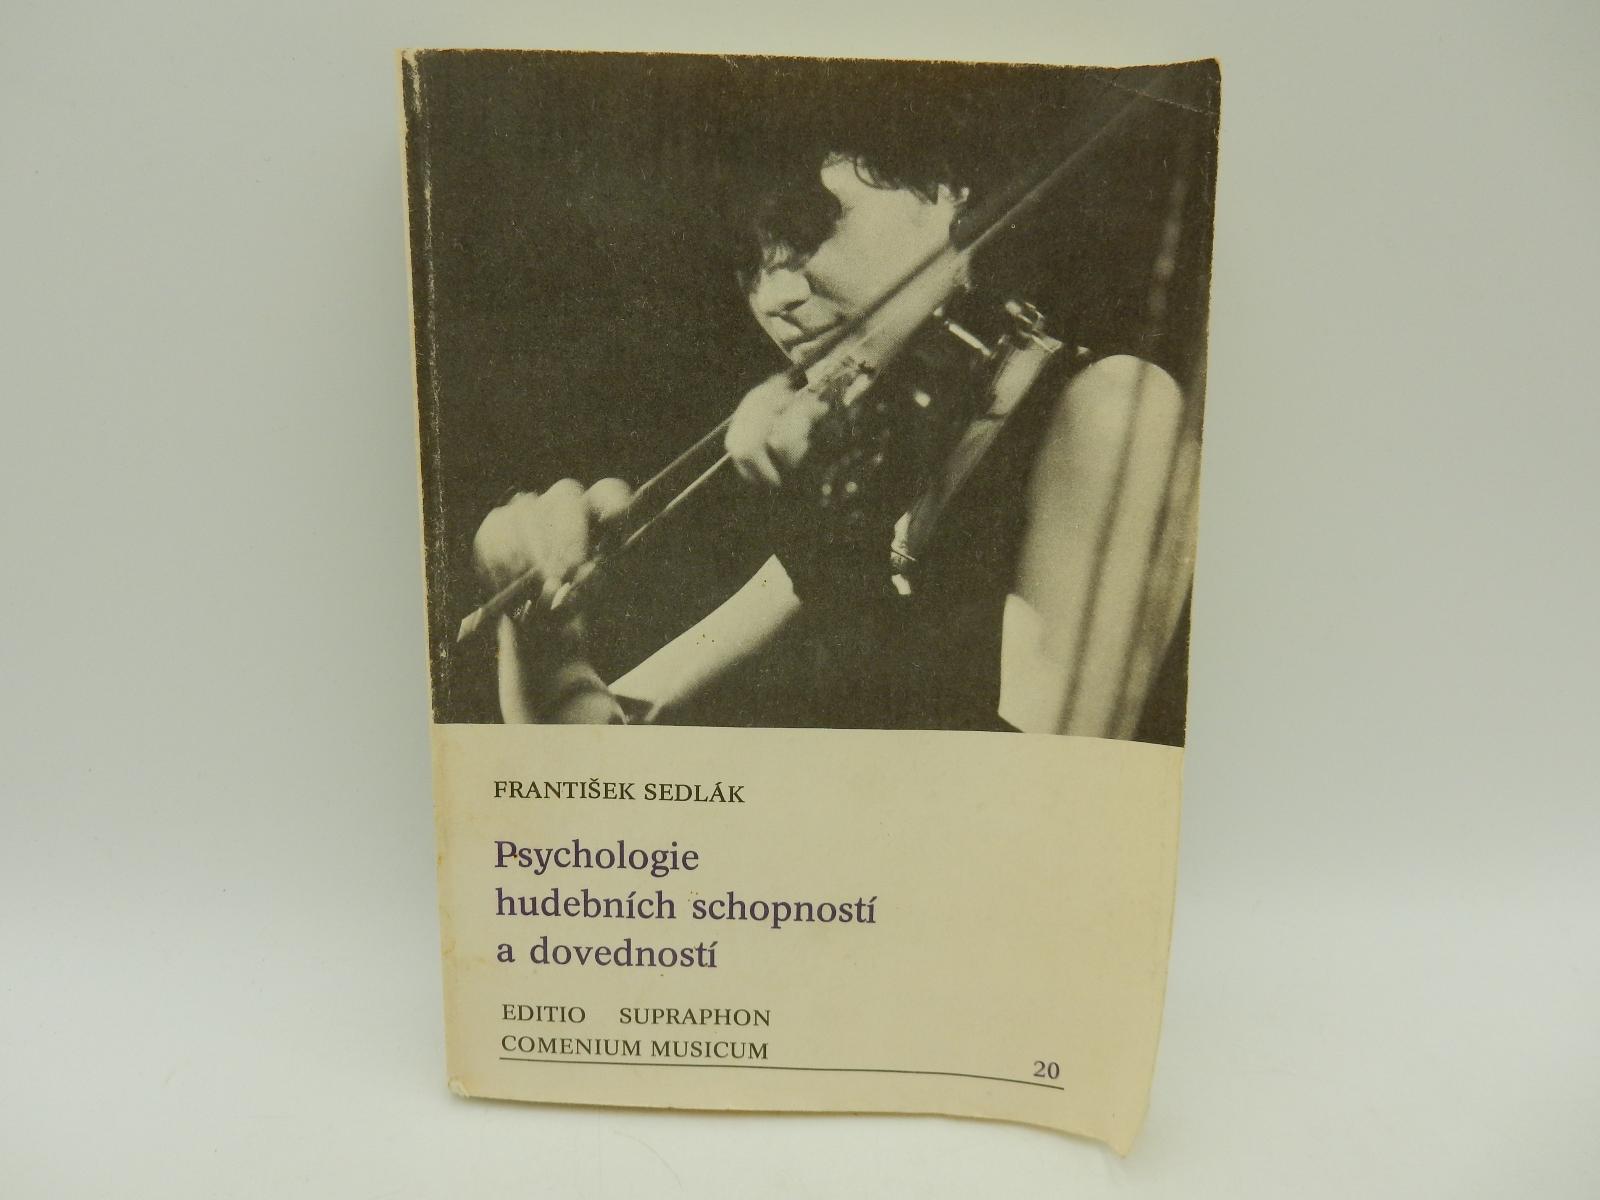 FRANTIŠEK SEDLÁK
Psychologie
hudebních schopností
a dovedností
EDITIO SUPRAPHON
COMENIUM MUSICUM
20